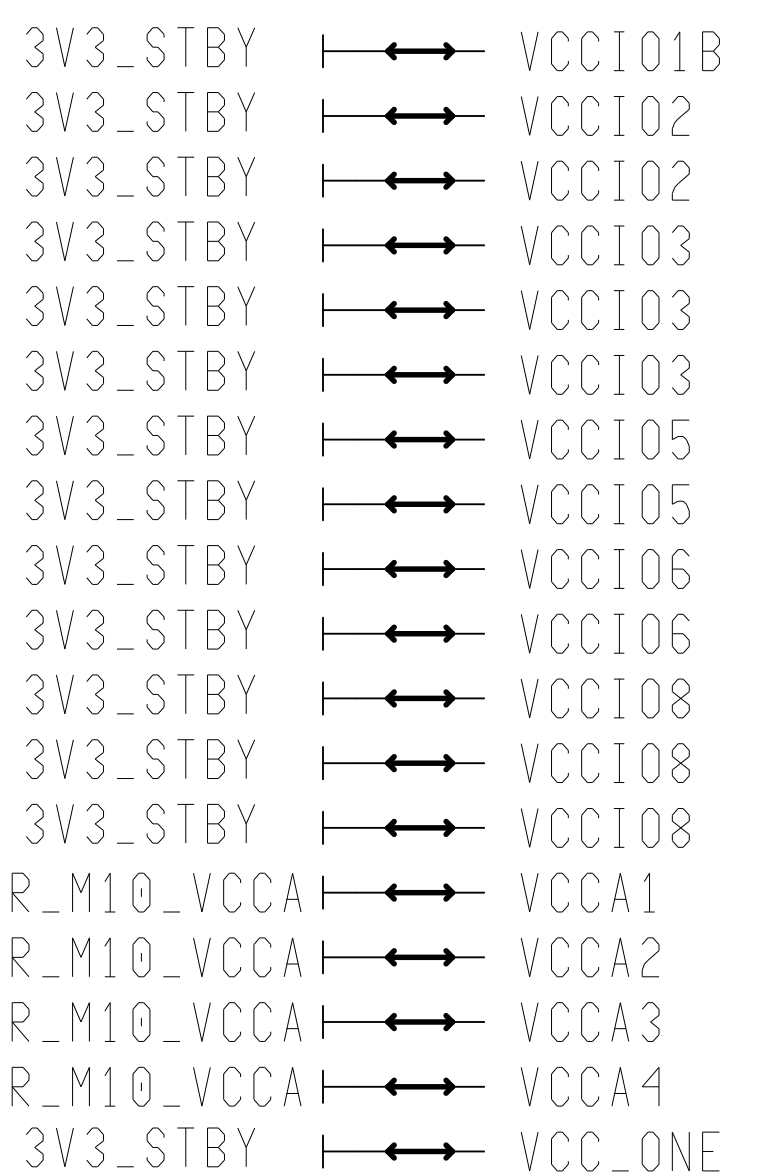 3V3_STBY VCCIO1B
3V3_STBY VCCIO2
3V3_STBY VCCIO2
3V3_STBY VCCIO3
3V3_STBY VCCIO3
3V3_STBY VCCIO3
3V3_STBY VCCIO5
3V3_STBY VCCIO5
3V3_STBY VCCIO6
3V3_STBY VCCIO6
3V3_STBY VCCIO8
3V3_STBY VCCIO8
3V3_STBY VCCIO8
R_M10_VCCA VCCA1
R_M10_VCCA VCCA2
R_M10_VCCA VCCA3
R_M10_VCCA VCCA4
3V3_STBY VCC_ONE